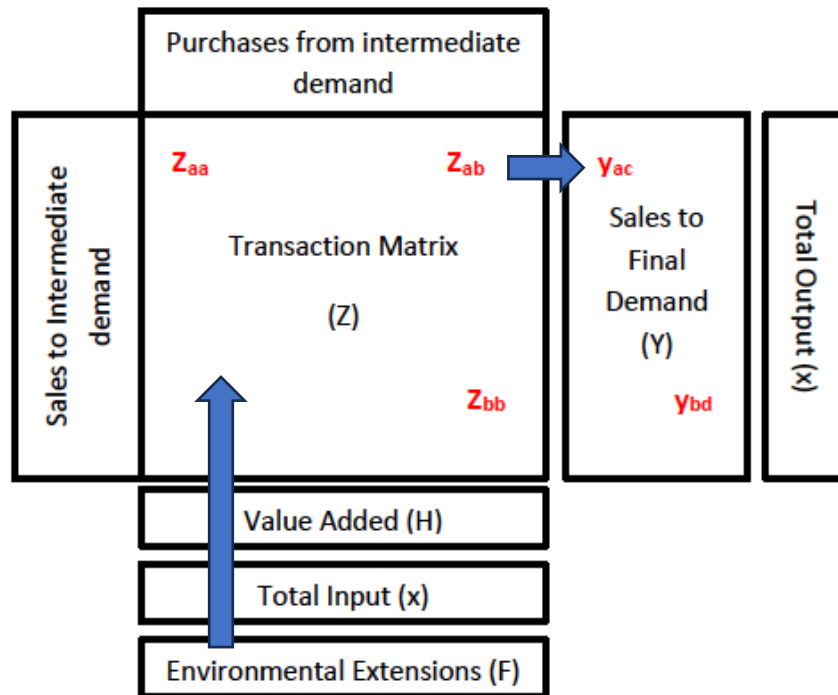 Purchases from intermediate
demand
Sales to Intermediate
demand
Zaa
Zab
yac
Transaction Matrix
(Z)
Zbb
Sales to
Final
Demand
(Y)
ybd
Total Output (x)
Value Added (H)
Total Input (x)
Environmental Extensions (F)